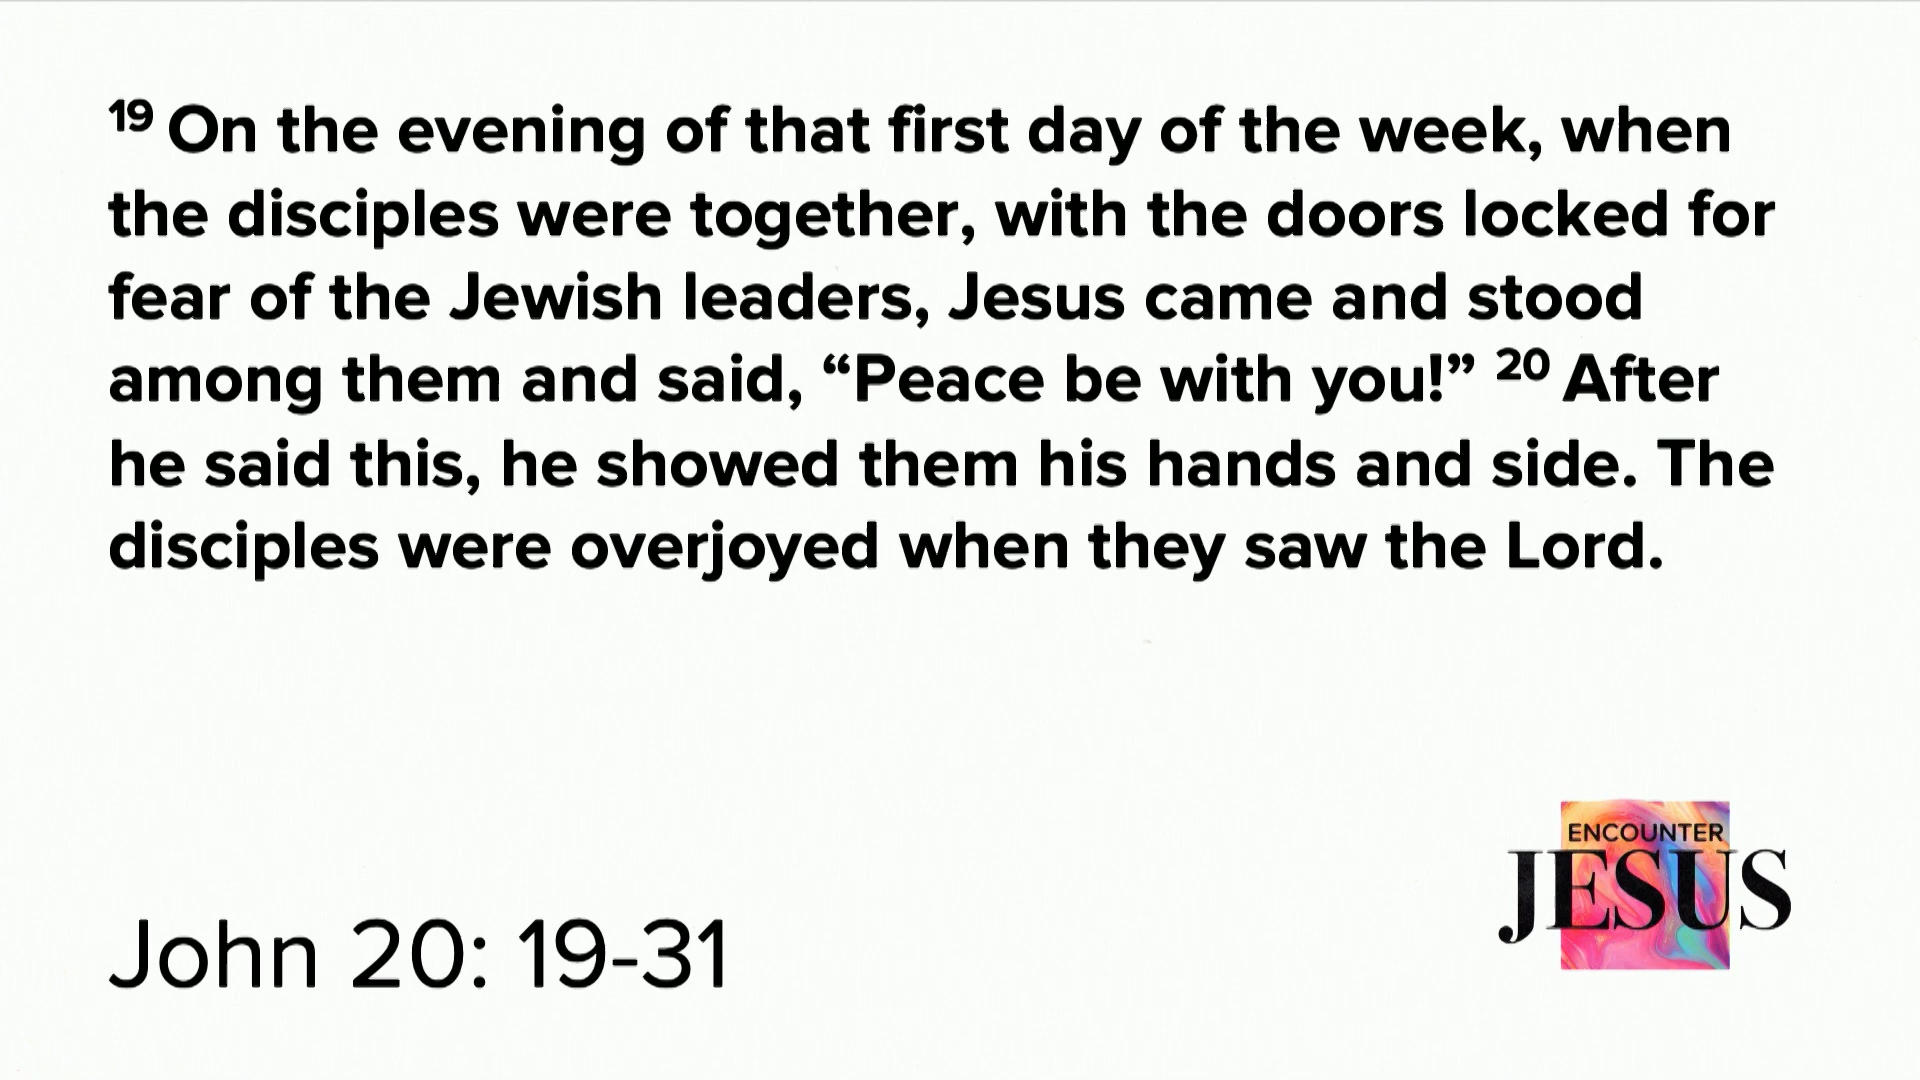 19 On the evening of that first day of the week, when
the disciples were together, with the doors locked for
fear of the Jewish leaders, Jesus came and stood
among them and said, “Peace be with you!” 20 After
he said this, he showed them his hands and side. The
disciples were overjoyed when they saw the Lord.
John 20: 19-31
ENCOUNTER
JESUS